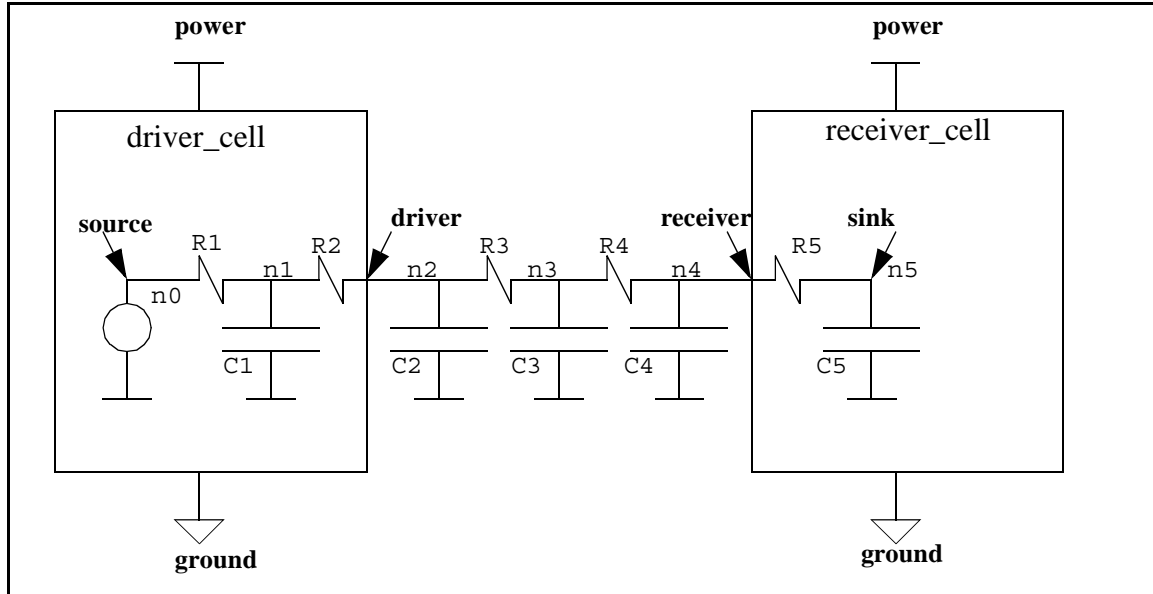 power power
driver_cell receiver_cell
source driver receiver sink
R1 R2 R3 R4 R5
n0 n1 n2 n3 n4 n5
C1 C2 C3 C4 C5
ground ground